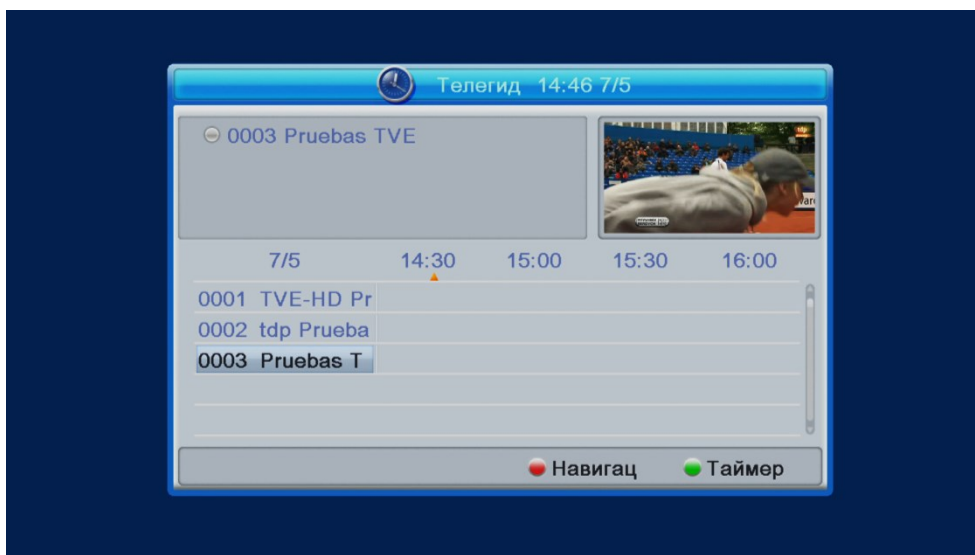 Телегид 14:46 7/5
0003 Pruebas TVE
7/5 14:30 15:00 15:30 16:00
0001 TVE-HD Pr
0002 tdp Prueba
0003 Pruebas T
Навигац Таймер